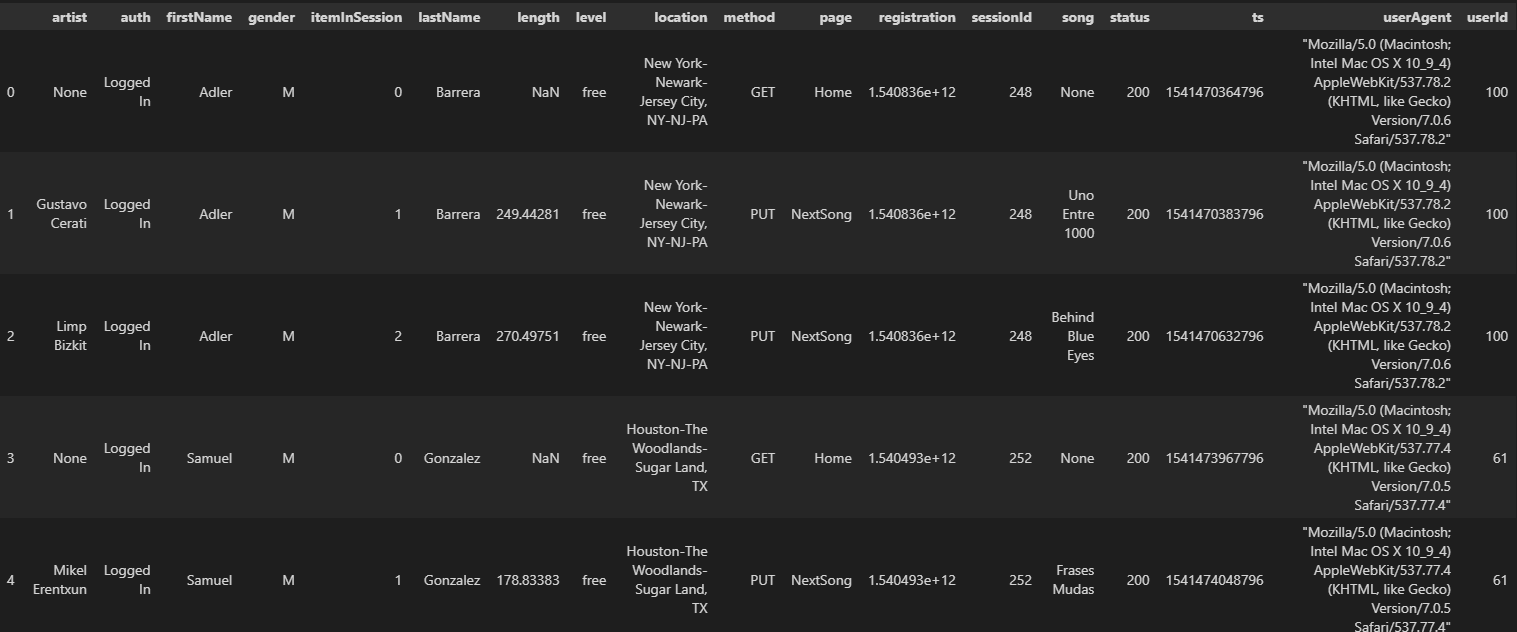 artist auth firstName gender itemInSession lastName length level location method page registration sessionId song status ts userAgent userId
0 None Logged In Adler M 0 Barrera NaN free New York-Newark-Jersey City, NY-NJ-PA GET Home 1.540836e+12 248 None 200 1541470364796 "Mozilla/5.0 (Macintosh; Intel Mac OS X 10_9_4) AppleWebKit/537.78.2 (KHTML, like Gecko) Version/7.0.6 Safari/537.78.2" 100
1 Gustavo Cerati Logged In Adler M 1 Barrera 249.44281 free New York-Newark-Jersey City, NY-NJ-PA PUT NextSong 1.540836e+12 248 Uno Entre 1000 200 1541470383796 "Mozilla/5.0 (Macintosh; Intel Mac OS X 10_9_4) AppleWebKit/537.78.2 (KHTML, like Gecko) Version/7.0.6 Safari/537.78.2" 100
2 Limp Bizkit Logged In Adler M 2 Barrera 270.49751 free New York-Newark-Jersey City, NY-NJ-PA PUT NextSong 1.540836e+12 248 Behind Blue Eyes 200 1541470632796 "Mozilla/5.0 (Macintosh; Intel Mac OS X 10_9_4) AppleWebKit/537.78.2 (KHTML, like Gecko) Version/7.0.6 Safari/537.78.2" 100
3 None Logged In Samuel M 0 Gonzalez NaN free Houston-The Woodlands-Sugar Land, TX GET Home 1.540493e+12 252 None 200 1541473967796 "Mozilla/5.0 (Macintosh; Intel Mac OS X 10_9_4) AppleWebKit/537.77.4 (KHTML, like Gecko) Version/7.0.5 Safari/537.77.4" 61
4 Mikel Erentxun Logged In Samuel M 1 Gonzalez 178.83383 free Houston-The Woodlands-Sugar Land, TX PUT NextSong 1.540493e+12 252 Frases Mudas 200 1541474048796 "Mozilla/5.0 (Macintosh; Intel Mac OS X 10_9_4) AppleWebKit/537.77.4 (KHTML, like Gecko) Version/7.0.5 Safari/537.77.4" 61